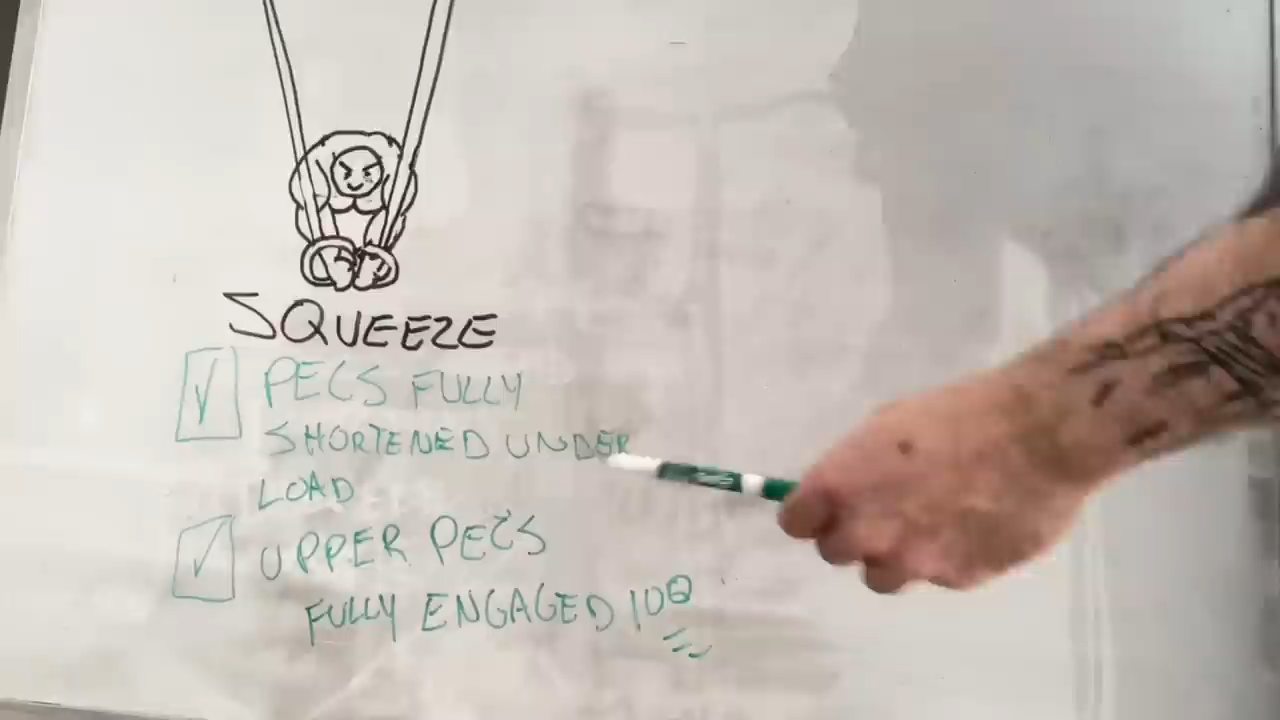 SQUEEZE
PECS FULLY
SHORTENED UNDER
LOAD
UPPER PECS
FULLY ENGAGED 100